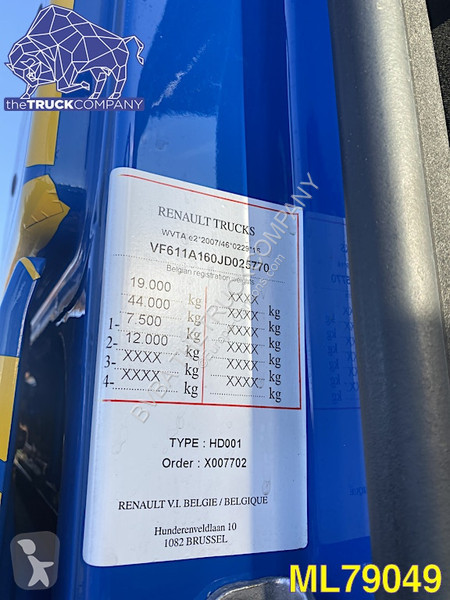 theTRUCKCOMPANY
RENAULT TRUCKS
WVTA e2*2007/46*0229*
VF611A160JD025770
Belgian registration
19.000 kg XXXX kg
44.000 kg XXXX kg
1- 7.500 kg XXXX kg
2- 12.000 kg XXXX kg
3- XXXX kg XXXX kg
4- XXXX kg XXXX kg
TYPE : HD001
Order : X007702
RENAULT V.I. BELGIE / BELGIQUE
Hunderenveldlaan 10
1082 BRUSSEL
ML79049